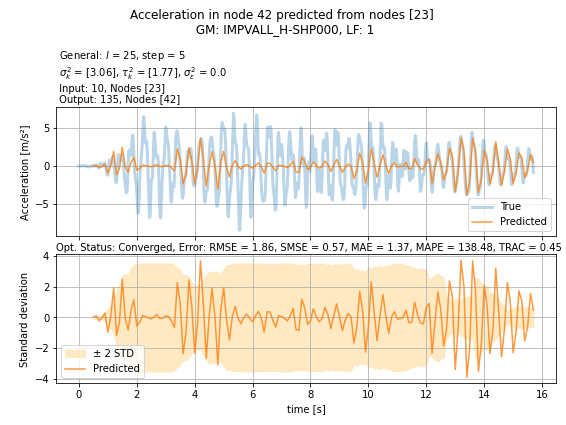 Acceleration in node 42 predicted from nodes [23]
GM: IMPVALL_H-SHP000, LF: 1
General: l = 25, step = 5
σ²ₖ = [3.06], τ²ₖ = [1.77], σ²ε = 0.0
Input: 10, Nodes [23]
Output: 135, Nodes [42]
Acceleration [m/s²]
5
0
−5
True
Predicted
Opt. Status: Converged, Error: RMSE = 1.86, SMSE = 0.57, MAE = 1.37, MAPE = 138.48, TRAC = 0.45
Standard deviation
4
2
0
−2
−4
± 2 STD
Predicted
0 2 4 6 8 10 12 14 16
time [s]